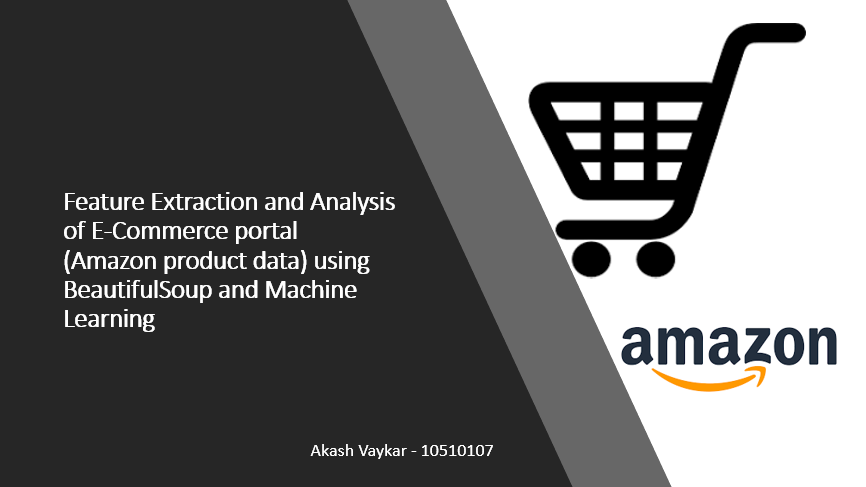 Feature Extraction and Analysis
of E-Commerce portal
(Amazon product data) using
BeautifulSoup and Machine
Learning
amazon
Akash Vaykar - 10510107